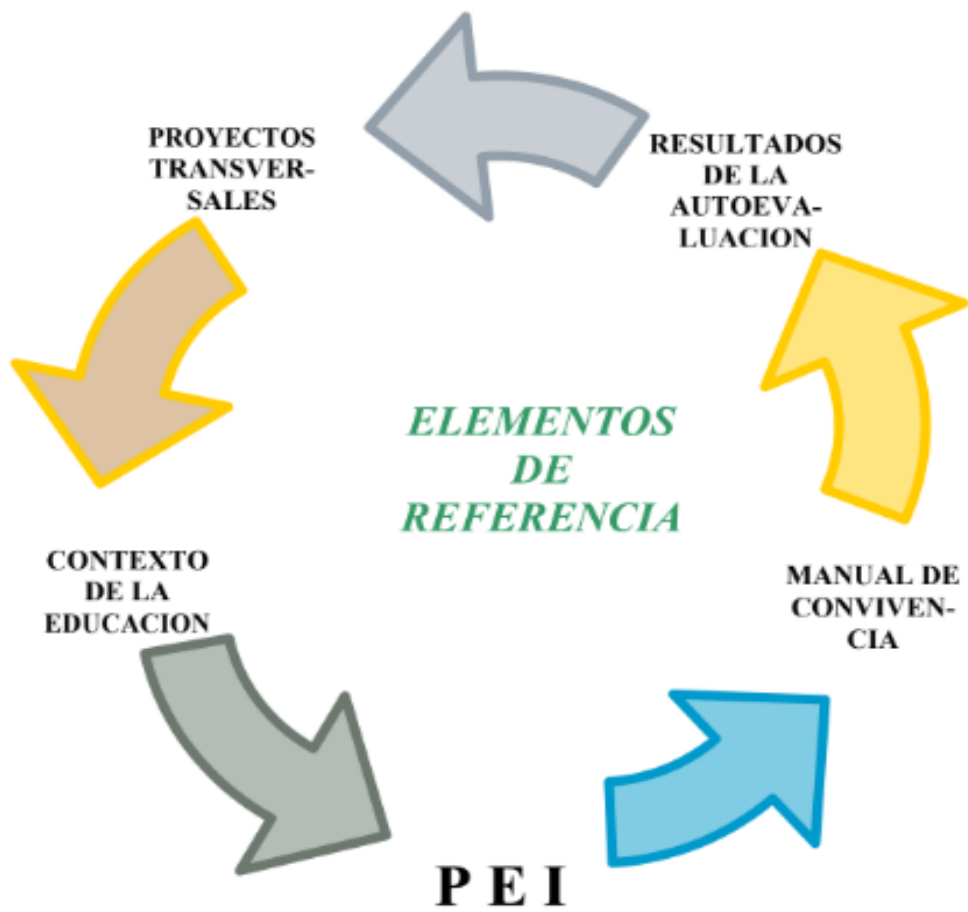 PROYECTOS
TRANSVER-
SALES
RESULTADOS
DE LA
AUTOEVA-
LUACION
ELEMENTOS
DE
REFERENCIA
CONTEXTO
DE LA
EDUCACION
MANUAL DE
CONVIVEN-
CIA
P E I